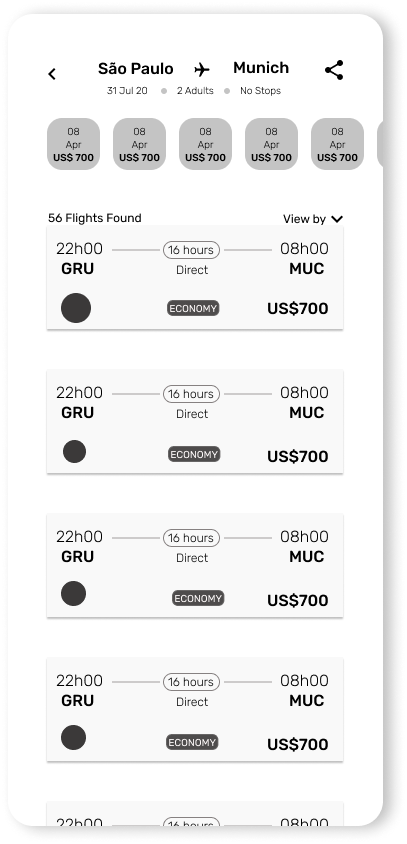 São Paulo Munich
31 Jul 20 2 Adults No Stops
08 08 08 08 08
Apr Apr Apr Apr Apr
US$ 700 US$ 700 US$ 700 US$ 700 US$ 700
56 Flights Found View by
22h00 16 hours 08h00
GRU Direct MUC
ECONOMY US$700
22h00 16 hours 08h00
GRU Direct MUC
ECONOMY US$700
22h00 16 hours 08h00
GRU Direct MUC
ECONOMY US$700
22h00 16 hours 08h00
GRU Direct MUC
ECONOMY US$700
22h00 16 hours 08h00